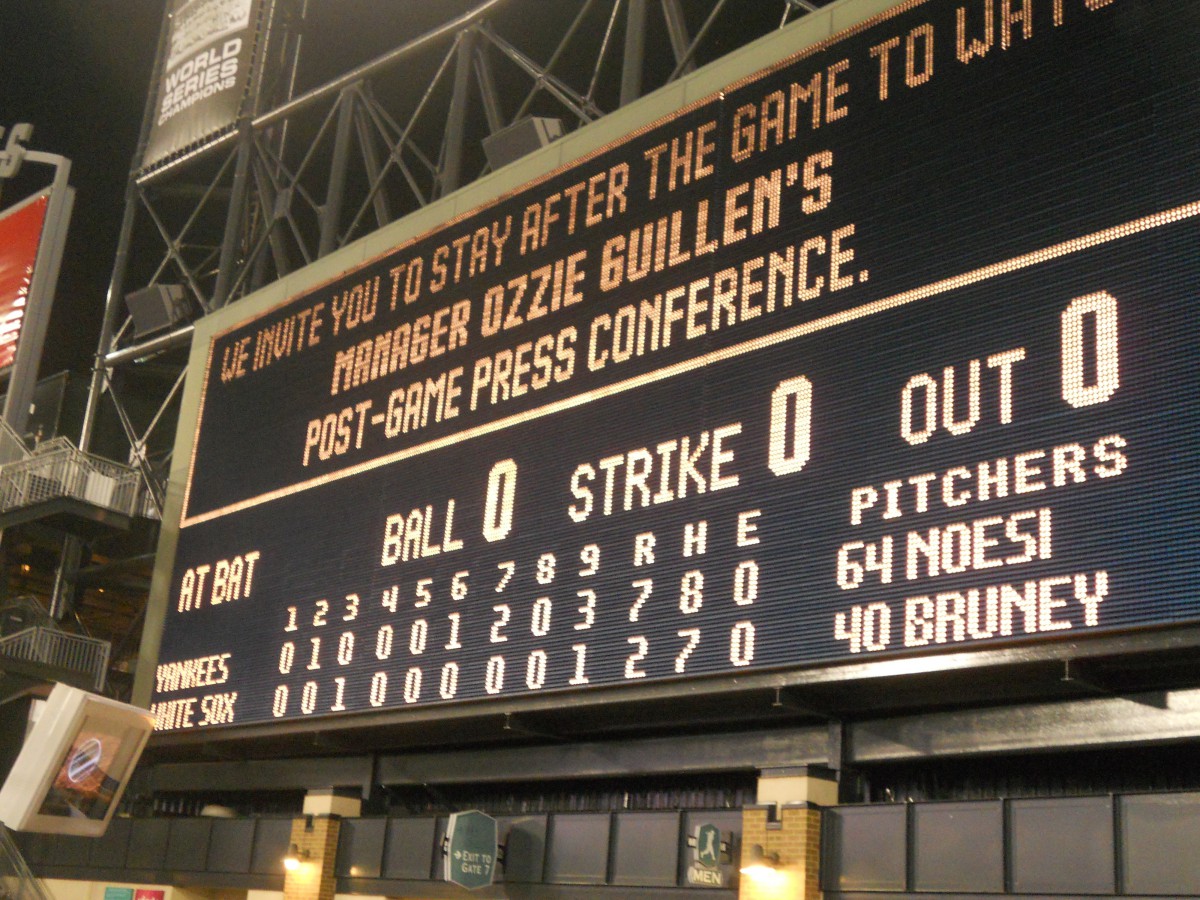 WORLD
SERIES
CHAMPIONS
WE INVITE YOU TO STAY AFTER THE GAME TO WATCH
MANAGER OZZIE GUILLEN'S
POST-GAME PRESS CONFERENCE.
BALL 0 STRIKE 0 OUT 0
AT BAT 1 2 3 4 5 6 7 8 9 R H E PITCHERS
YANKEES 0 1 0 0 0 1 2 0 3 7 8 0 64 NOESI
WHITE SOX 0 0 1 0 0 0 0 0 1 2 7 0 40 BRUNEY
EXIT TO
GATE 7
MEN